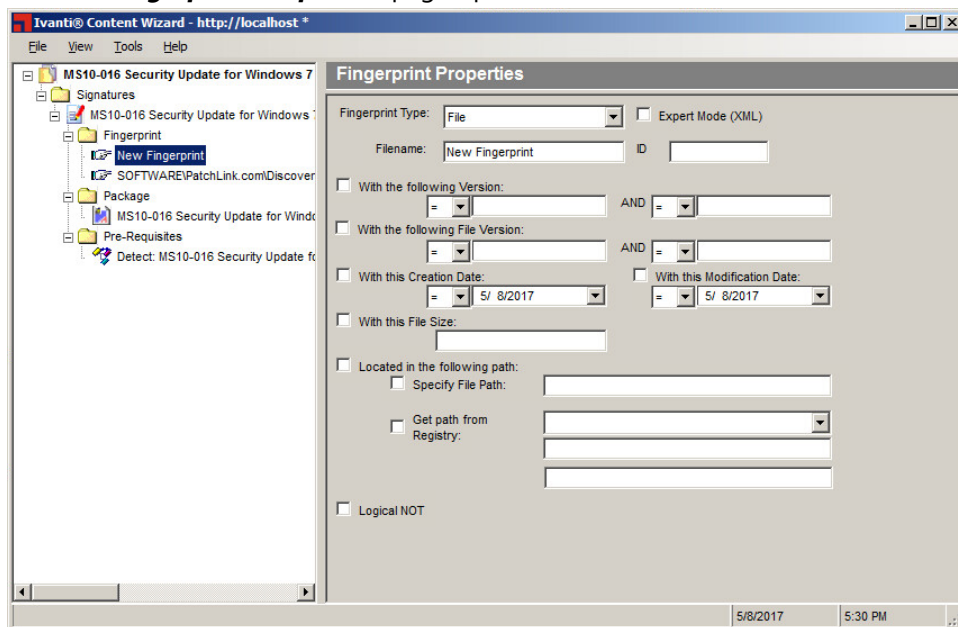 Ivanti® Content Wizard - http://localhost *
File View Tools Help
MS10-016 Security Update for Windows 7
Signatures
MS10-016 Security Update for Windows
Fingerprint
New Fingerprint
SOFTWARE\PatchLink.com\Discover
Package
MS10-016 Security Update for Windo
Pre-Requisites
Detect: MS10-016 Security Update fo
Fingerprint Properties
Fingerprint Type: File Expert Mode (XML)
Filename: New Fingerprint ID
With the following Version:
= AND =
With the following File Version:
= AND =
With this Creation Date: With this Modification Date:
= 5/ 8/2017 = 5/ 8/2017
With this File Size:
Located in the following path:
Specify File Path:
Get path from
Registry:
Logical NOT
5/8/2017 5:30 PM